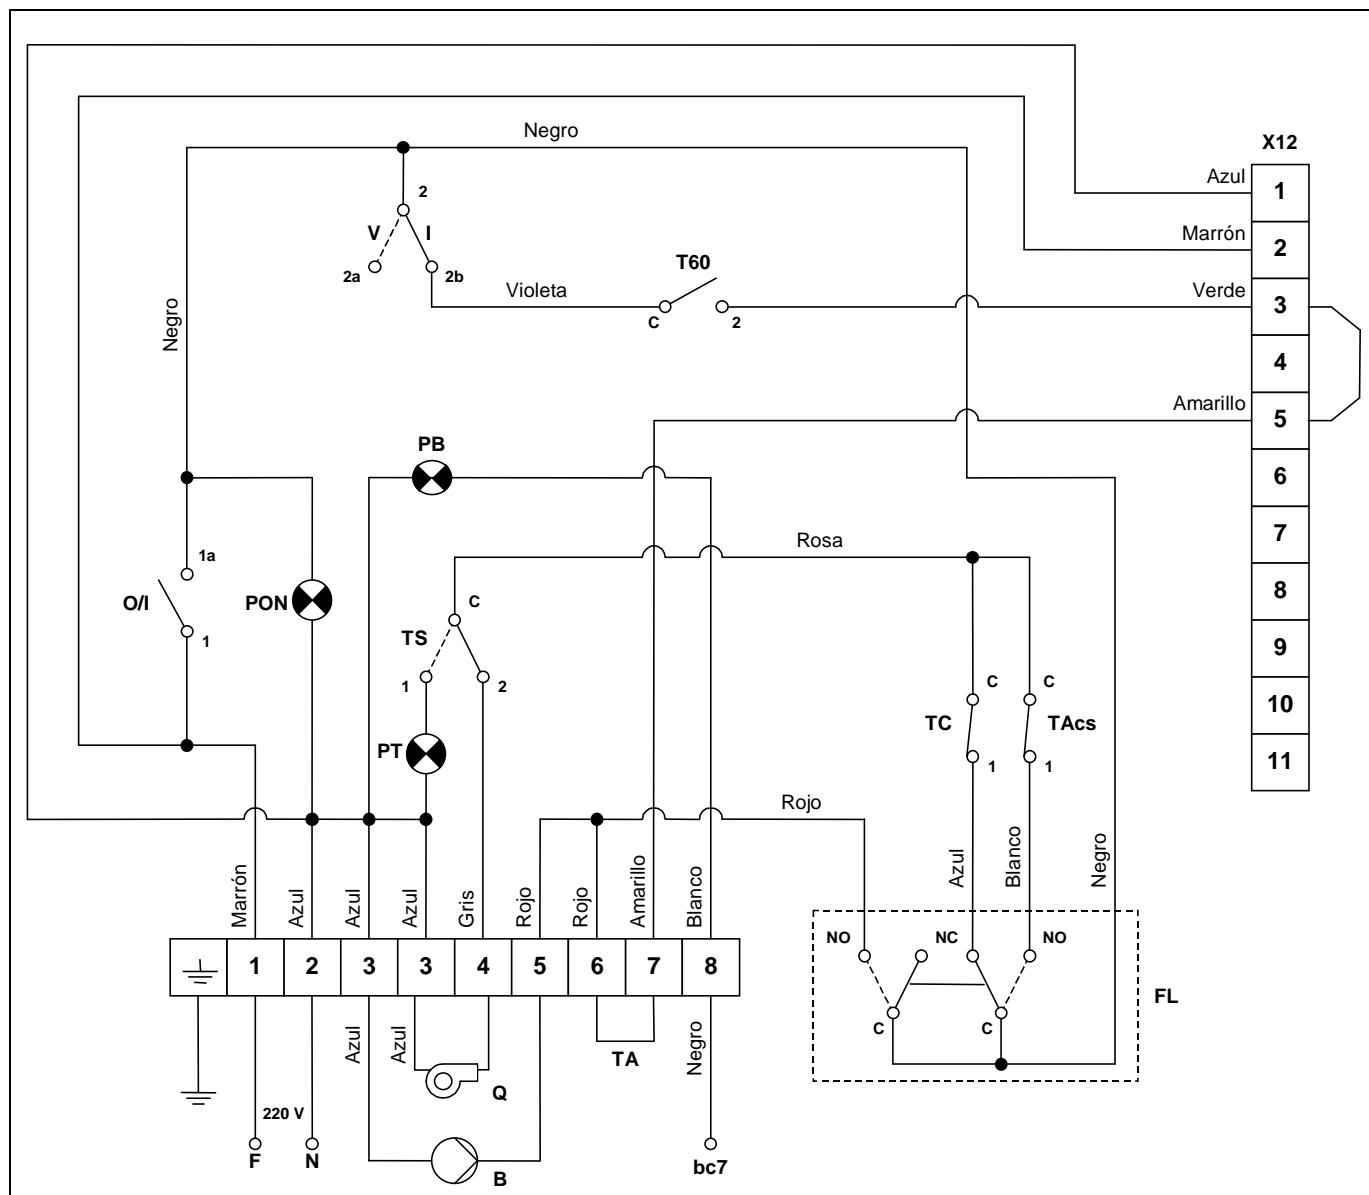 Negro
X12
Azul 1
2
Marrón 2
V I
T60
2a 2b
Violeta
Verde 3
C 2
Negro
4
Amarillo 5
PB
6
Rosa
7
1a
C
O/I
PON
8
TS
1
9
1 2
C C
10
TC
TAcs
PT
1 1
11
Rojo
Marrón
Azul
Azul
Azul
Gris
Rojo
Rojo
Amarillo
Blanco
Azul
Blanco
Negro
NO NC NO
1 2 3 3 4 5 6 7 8
FL
C C
Azul
Azul
Negro
TA
Q
220 V
F N
B
bc7